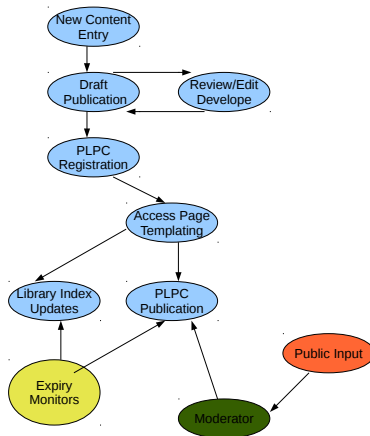 New Content
Entry
Draft
Publication
Review/Edit
Develope
PLPC
Registration
Access Page
Templating
Library Index
Updates
PLPC
Publication
Public Input
Expiry
Monitors
Moderator